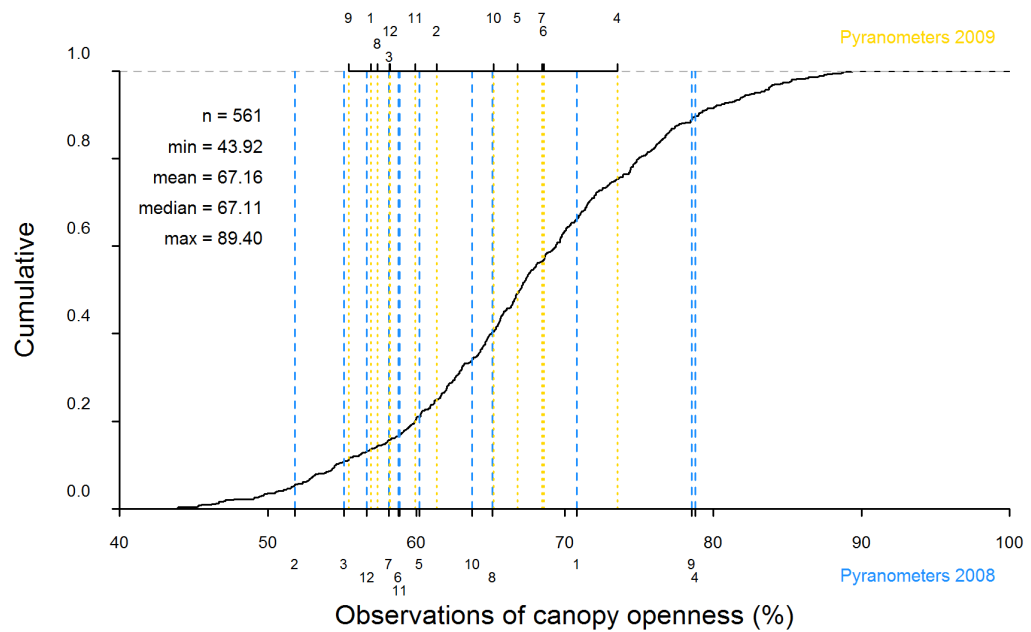 9 1 11 10 5 7 4
12 2 6
8
3
Pyranometers 2009
1.0
n = 561
min = 43.92
mean = 67.16
median = 67.11
max = 89.40
0.8
0.6
0.4
0.2
0.0
Cumulative
40 50 60 70 80 90 100
2 3 7 5 10 1 9
12 6 8 4
11
Pyranometers 2008
Observations of canopy openness (%)